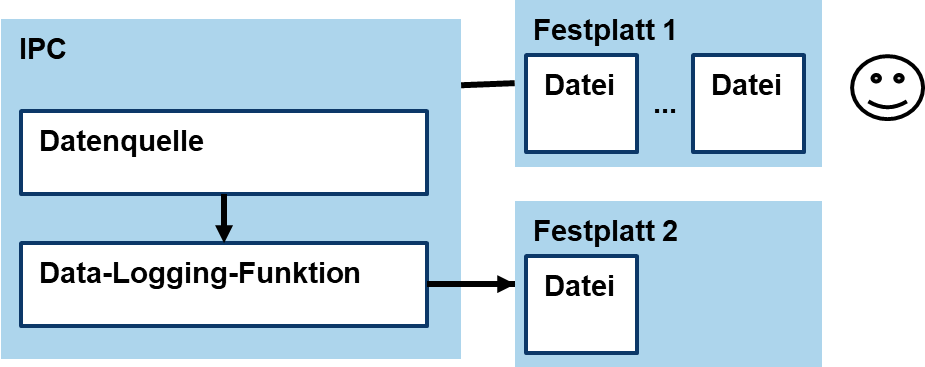 IPC
Datenquelle
Data-Logging-Funktion
Festplatt 1
Datei
...
Datei
Festplatt 2
Datei